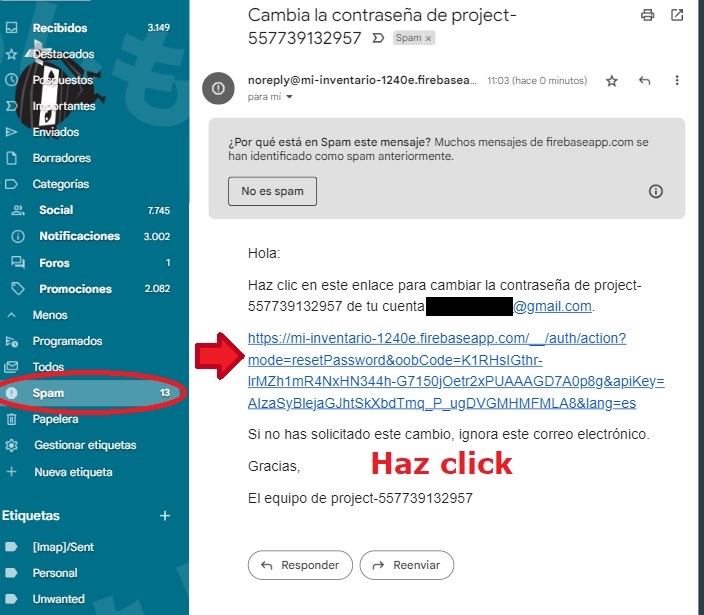 Recibidos 3.149
Destacados
Pospuestos
Importantes
Enviados
Borradores
Categorías
Social 7.745
Notificaciones 3.002
Foros 1
Promociones 2.082
Menos
Programados
Todos
Spam 13
Papelera
Gestionar etiquetas
Nueva etiqueta
Etiquetas +
[Imap]/Sent
Personal
Unwanted
Cambia la contraseña de project-
557739132957 Spam ×
noreply@mi-inventario-1240e.firebasea... 11:03 (hace 0 minutos)
para mí
¿Por qué está en Spam este mensaje? Muchos mensajes de firebaseapp.com se
han identificado como spam anteriormente.
No es spam
Hola:
Haz clic en este enlace para cambiar la contraseña de project-
557739132957 de tu cuenta @gmail.com.
https://mi-inventario-1240e.firebaseapp.com/__/auth/action?
mode=resetPassword&oobCode=K1RHsIGthr-
IrMZh1mR4NxHN344h-G7150jOetr2xPUAAAGD7A0p8g&apiKey=
AIzaSyBlejaGJhtSkXbdTmq_P_ugDVGMHMFMLA8&lang=es
Si no has solicitado este cambio, ignora este correo electrónico.
Gracias,
Haz click
El equipo de project-557739132957
Responder
Reenviar